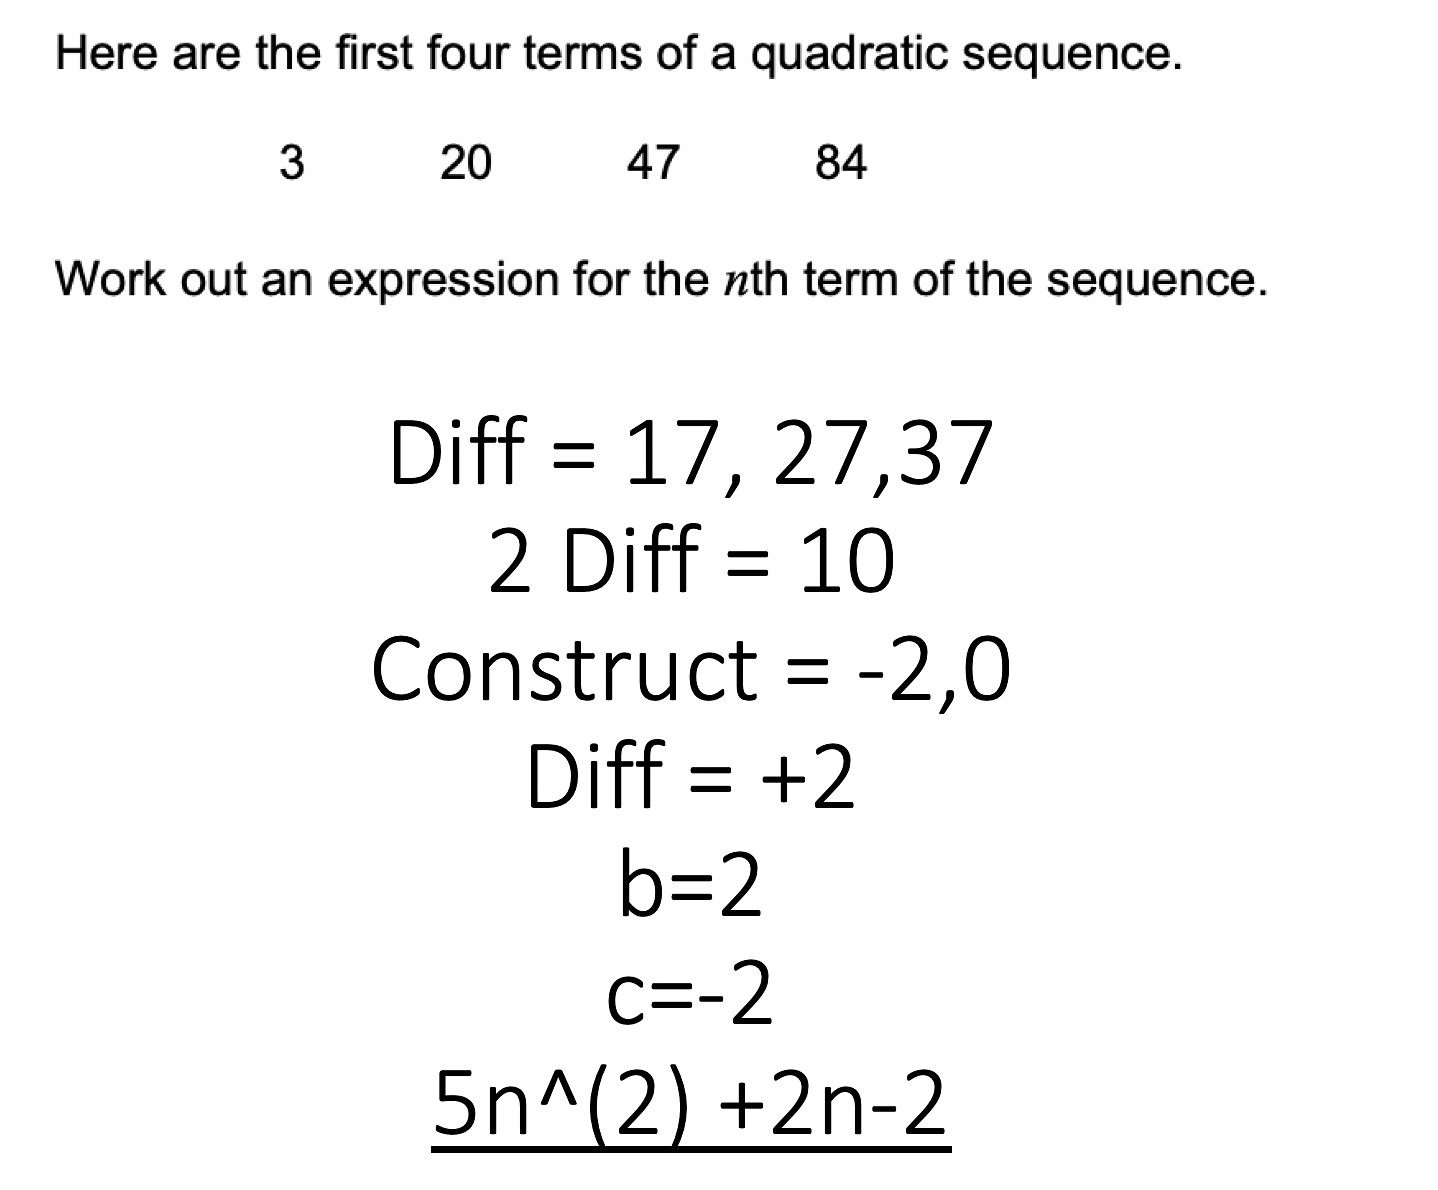 Here are the first four terms of a quadratic sequence.
3 20 47 84
Work out an expression for the nth term of the sequence.
Diff = 17, 27,37
2 Diff = 10
Construct = -2,0
Diff = +2
b=2
c=-2
5n^(2) +2n-2